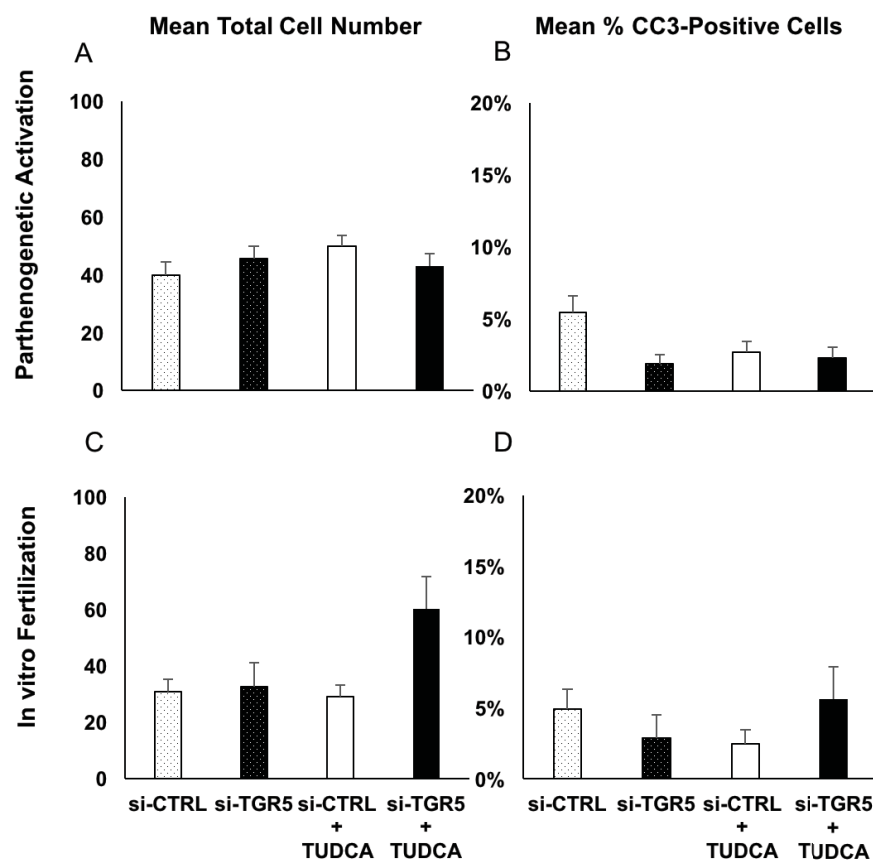 Mean Total Cell Number
Mean % CC3-Positive Cells
A
B
Parthenogenetic Activation
100
80
60
40
20
0
20%
15%
10%
5%
0%
C
D
In vitro Fertilization
100
80
60
40
20
0
20%
15%
10%
5%
0%
si-CTRL
si-TGR5
si-CTRL
+
TUDCA
si-TGR5
+
TUDCA
si-CTRL
si-TGR5
si-CTRL
+
TUDCA
si-TGR5
+
TUDCA